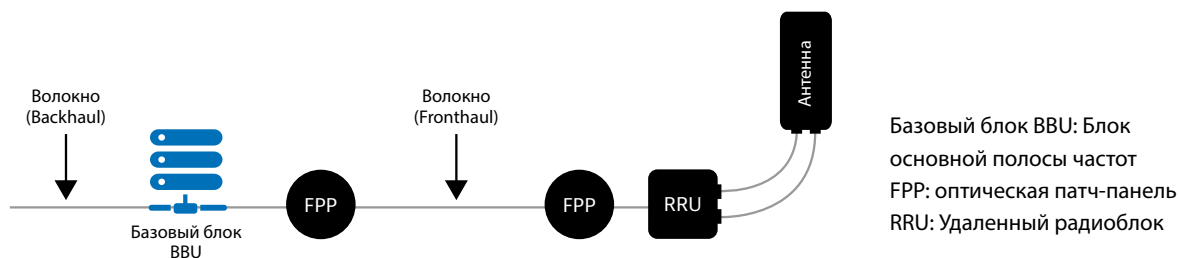 Волокно
(Backhaul)
Базовый блок
BBU
FPP
Волокно
(Fronthaul)
FPP
RRU
Антенна
Базовый блок BBU: Блок
основной полосы частот
FPP: оптическая патч-панель
RRU: Удаленный радиоблок